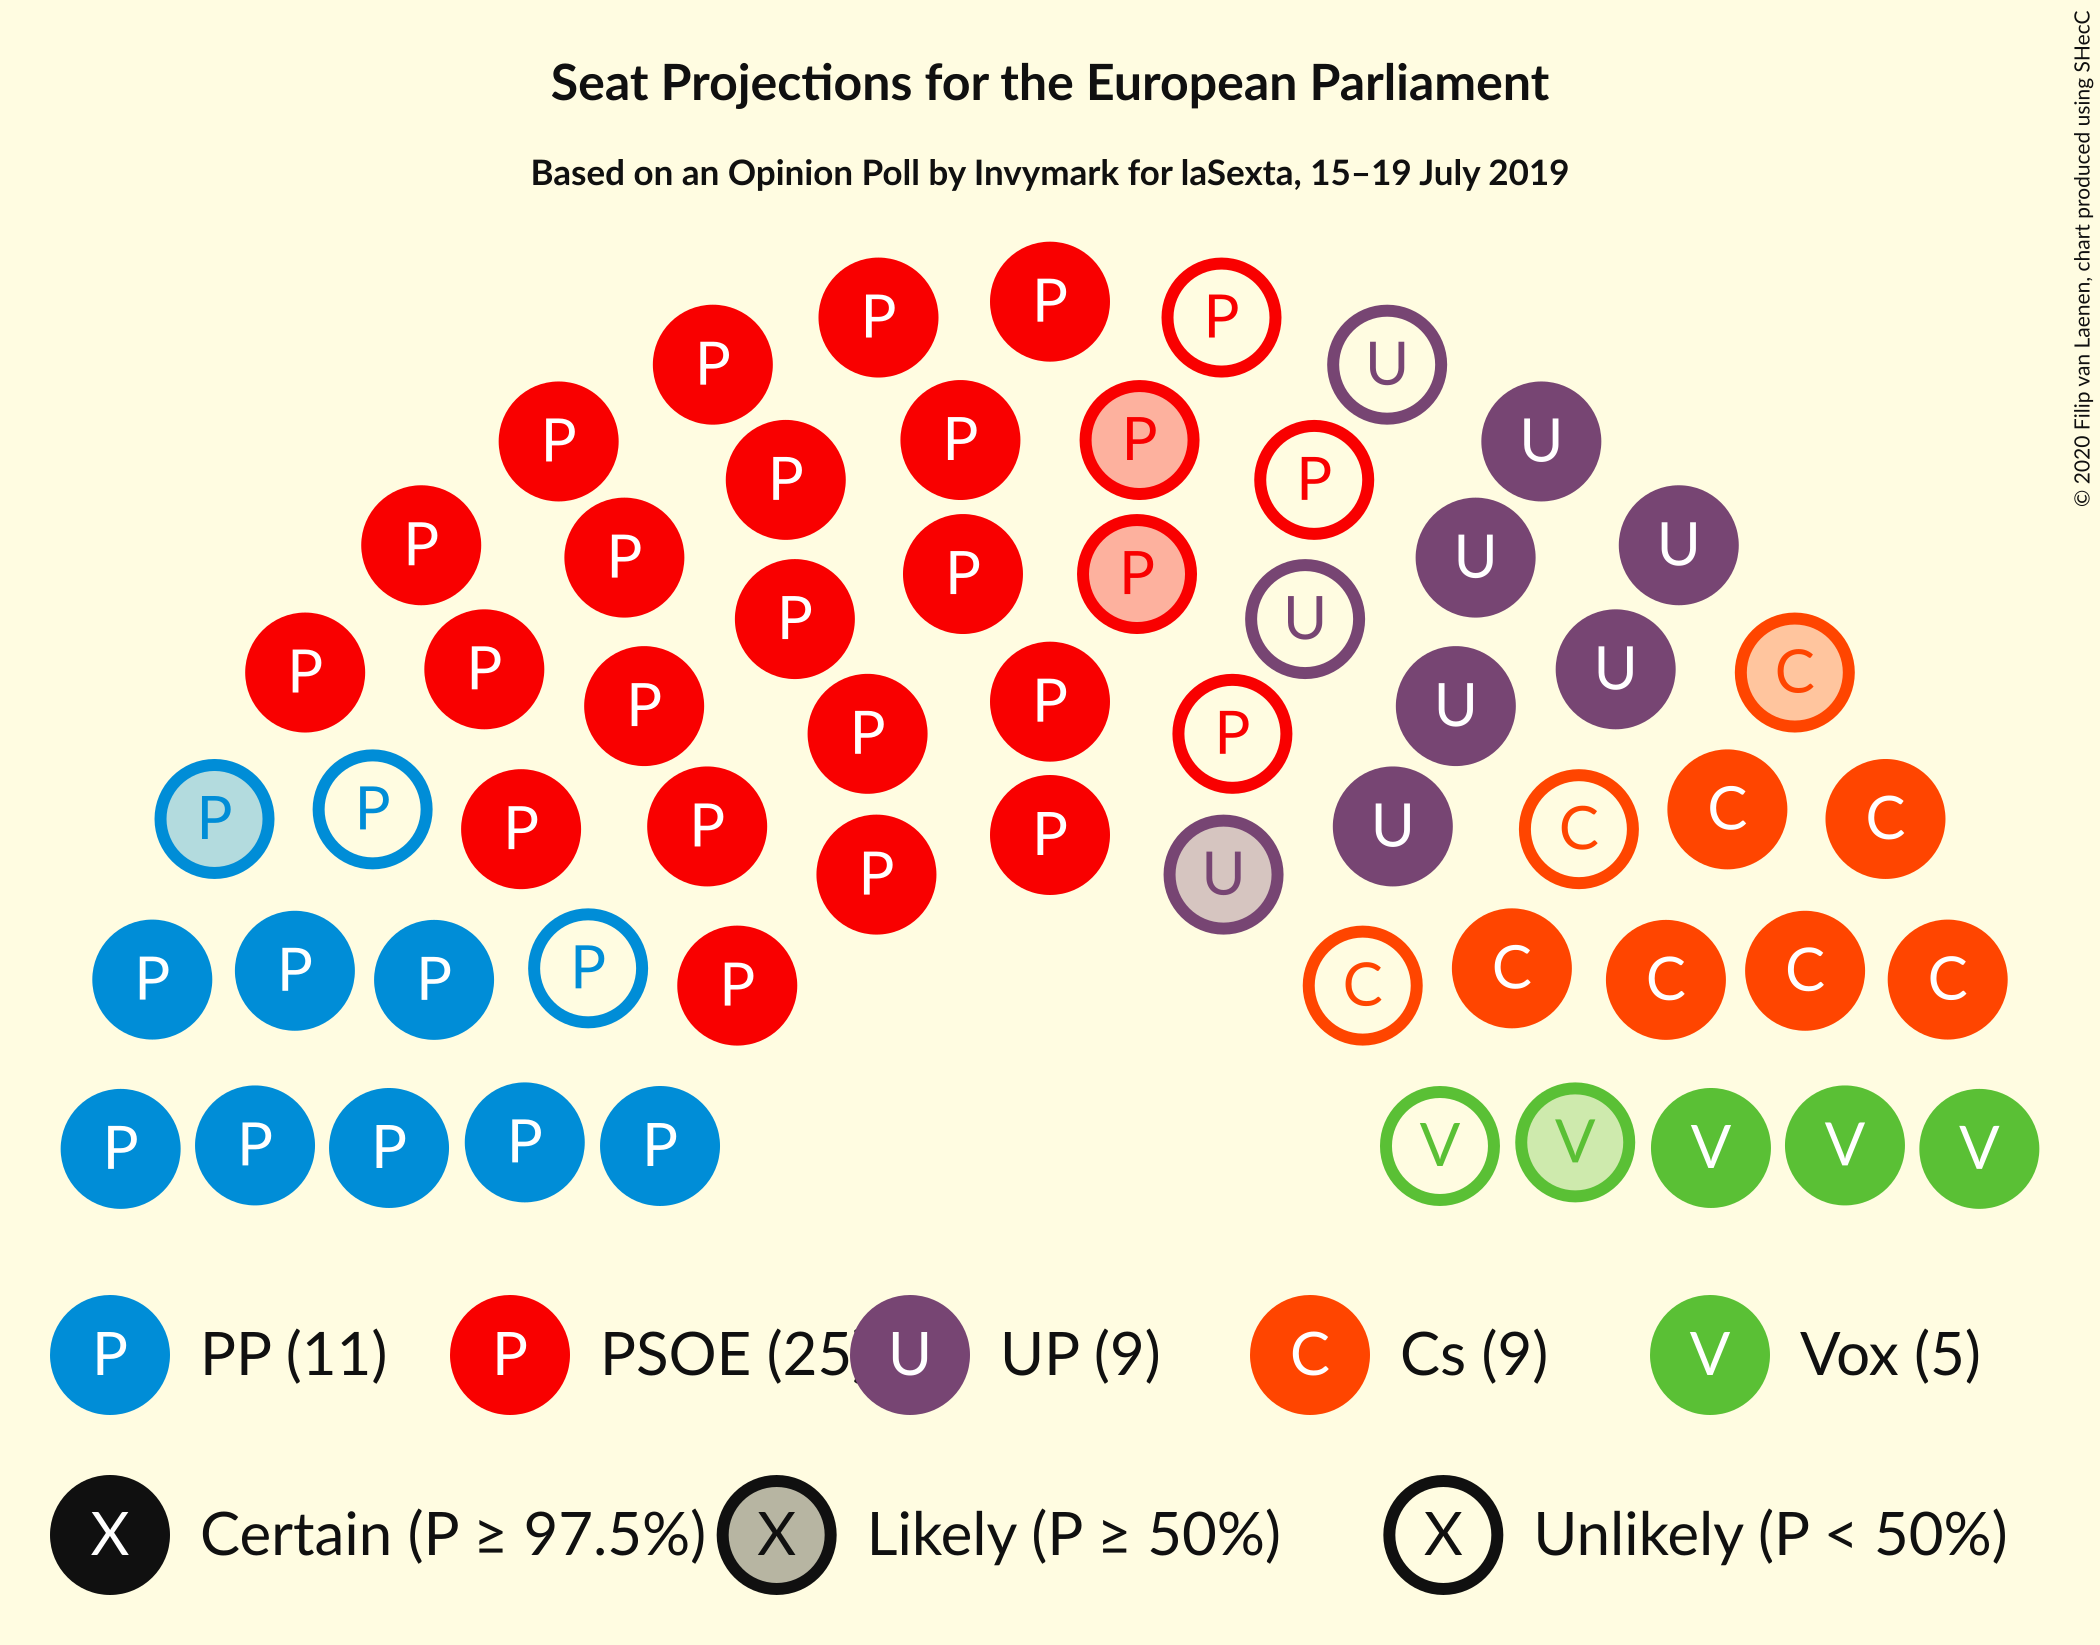 Seat Projections for the European Parliament
Based on an Opinion Poll by Invymark for laSexta, 15–19 July 2019
© 2020 Filip van Laenen, chart produced using SHecC
P P P U
P U
P P P P
P U U
P P P U
P P U
P P U C
P P U
P P P
P P C C
P P C P
P U
P P P P P C C C C C
P P P P P V V V V V
P PP (11) P PSOE (25) U UP (9) C Cs (9) V Vox (5)
X Certain (P ≥ 97.5%) X Likely (P ≥ 50%) X Unlikely (P < 50%)